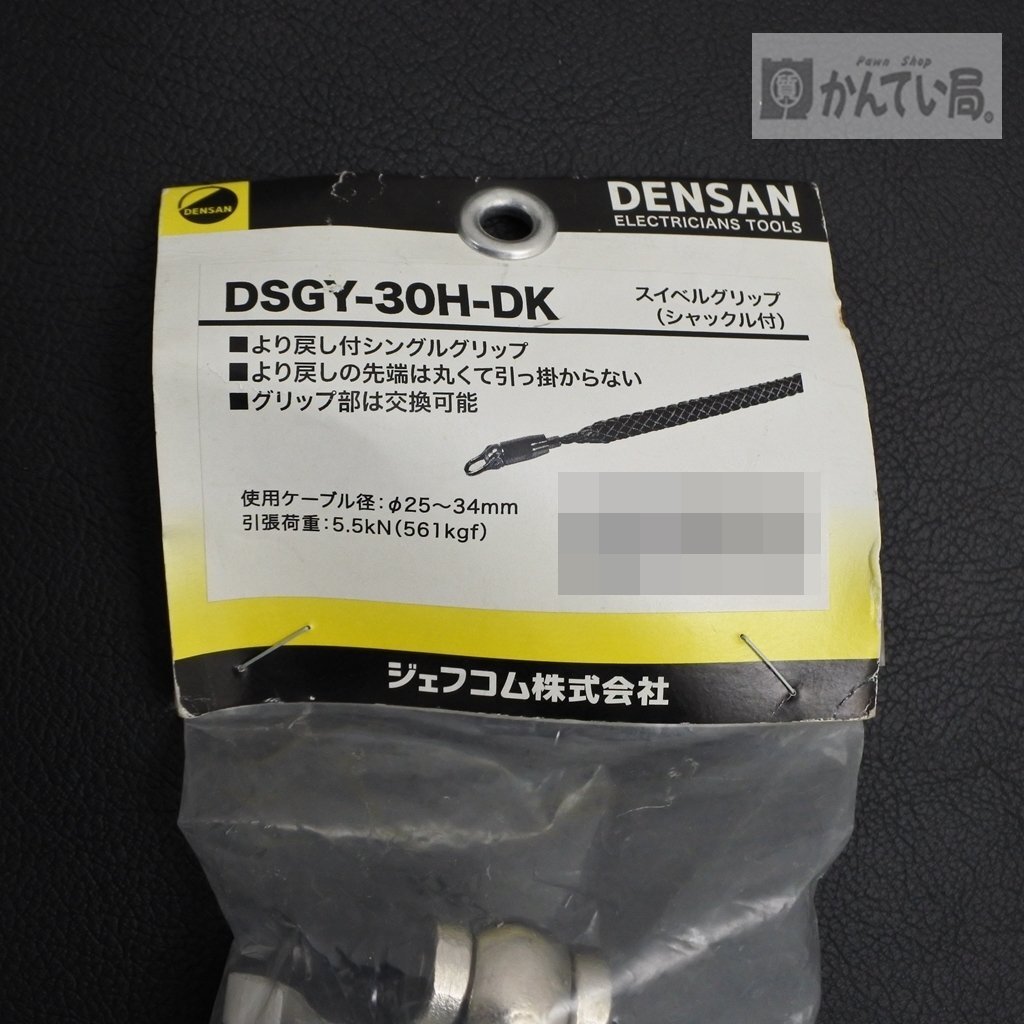 Pawn Shop
質
かんてい局。
DENSAN
DENSAN
ELECTRICIANS TOOLS
DSGY-30H-DK
スイベルグリップ
(シャックル付)
■より戻し付シングルグリップ
■より戻しの先端は丸くて引っ掛からない
■グリップ部は交換可能
使用ケーブル径:φ25〜34mm
引張荷重:5.5kN(561kgf)
ジェフコム株式会社